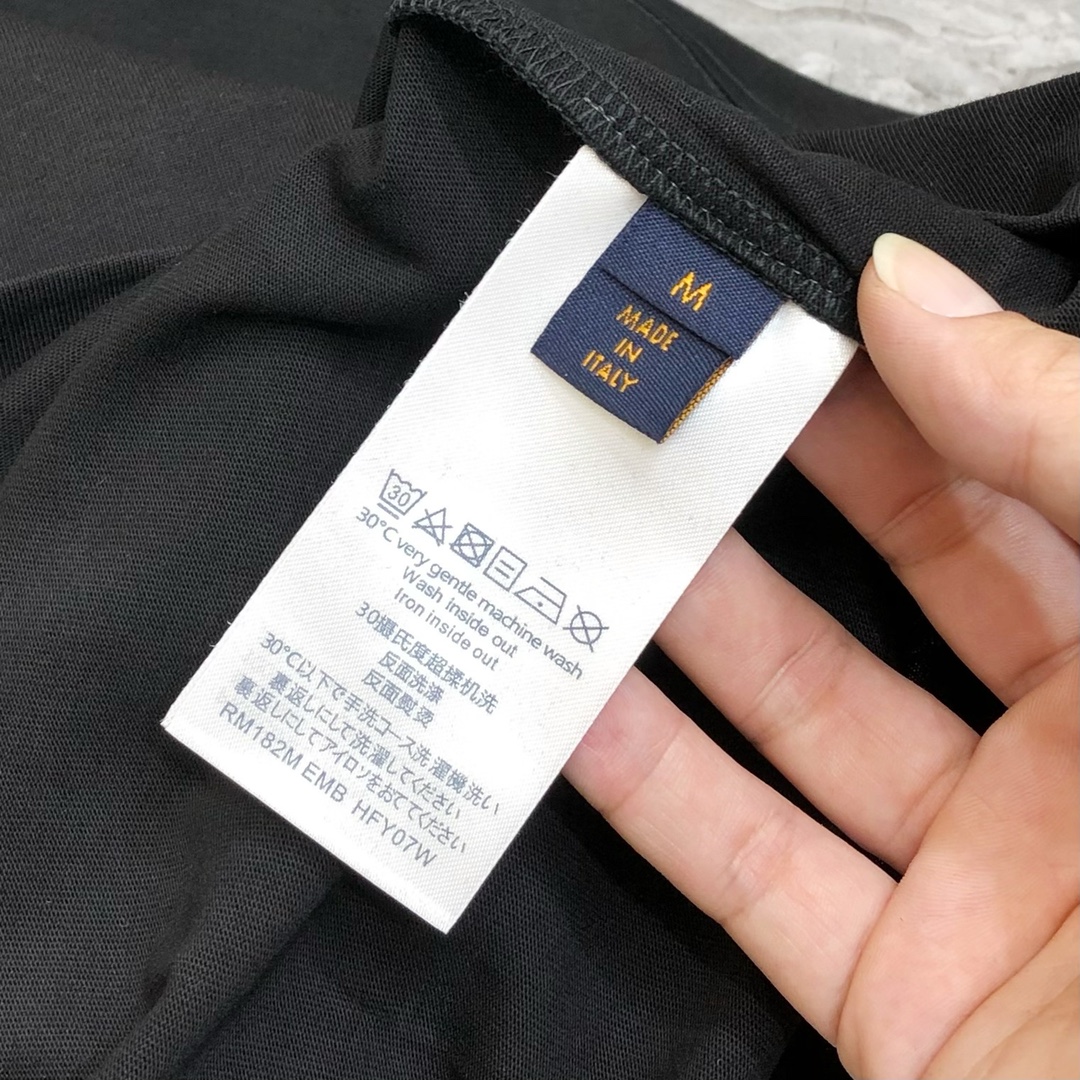 M
MADE
IN
ITALY
30
30°C very gentle machine wash
Wash inside out
Iron inside out
30攝氏度超揉机洗
反面洗滌
反面熨烫
30℃以下で手洗コース洗濯機洗い
裏返しにして洗濯してください
裏返しにしてアイロンをおてください
RM182M EMB HFY07W